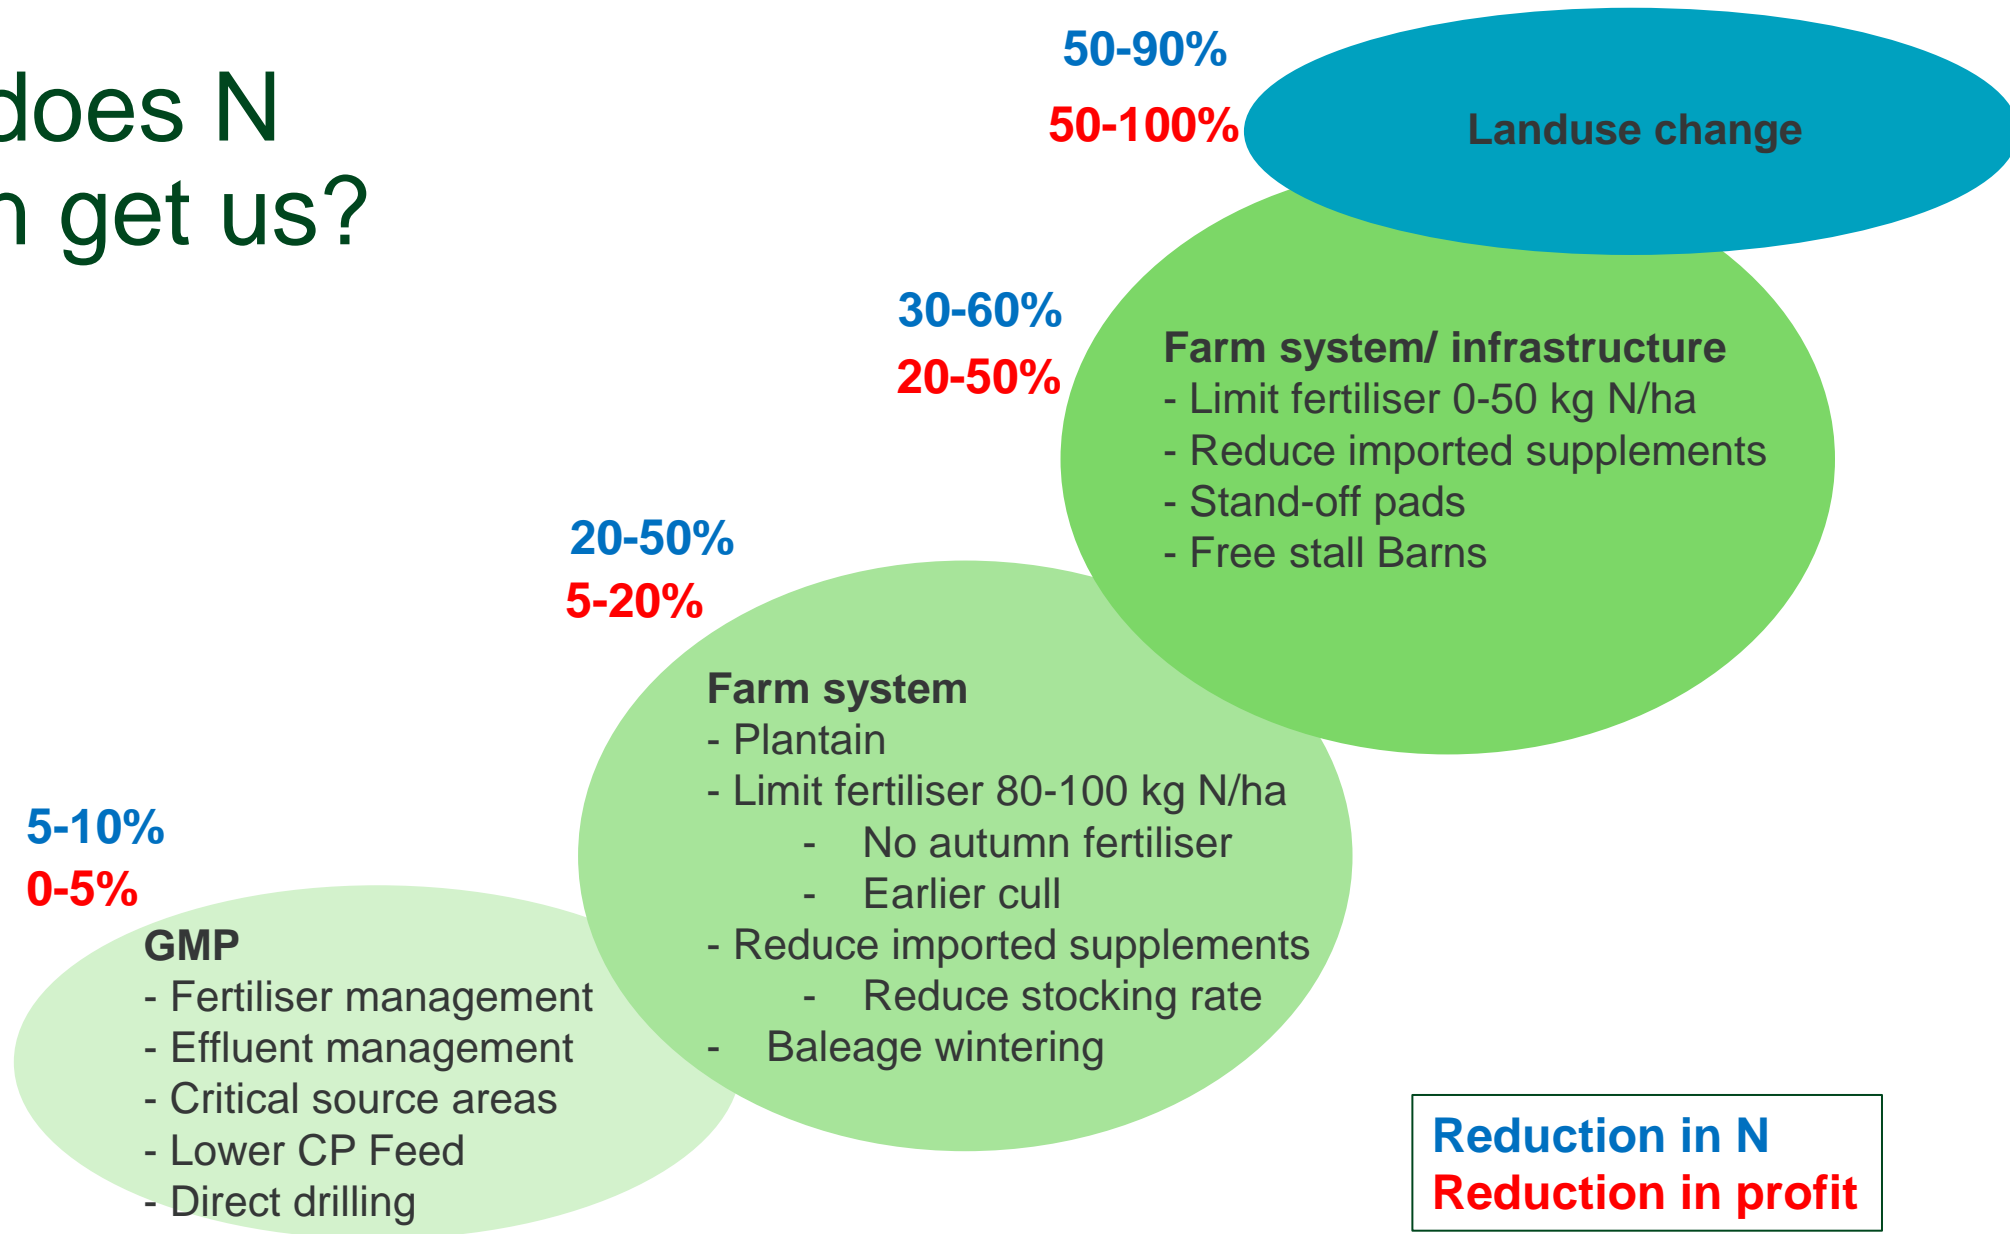 does N
get us?
50-90%
50-100%
Landuse change
30-60%
20-50%
Farm system/ infrastructure
- Limit fertiliser 0-50 kg N/ha
- Reduce imported supplements
- Stand-off pads
- Free stall Barns
20-50%
5-20%
Farm system
- Plantain
- Limit fertiliser 80-100 kg N/ha
- No autumn fertiliser
- Earlier cull
- Reduce imported supplements
- Reduce stocking rate
- Baleage wintering
5-10%
0-5%
GMP
- Fertiliser management
- Effluent management
- Critical source areas
- Lower CP Feed
- Direct drilling
Reduction in N
Reduction in profit